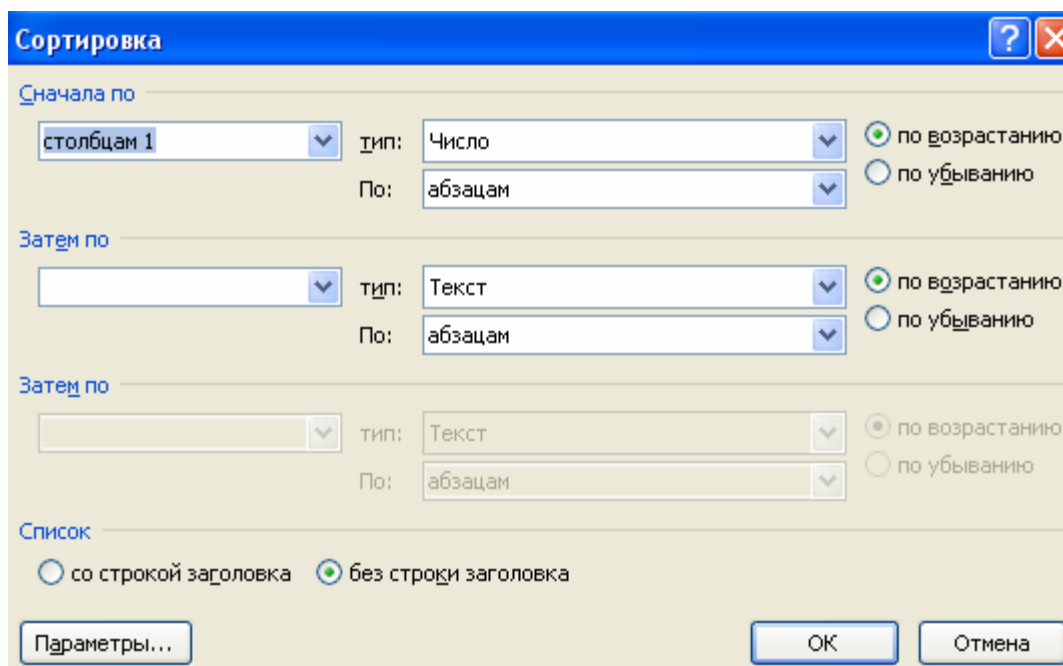 Сортировка
Сначала по
столбцам 1 тип: Число по возрастанию
По: абзацам по убыванию
Затем по
тип: Текст по возрастанию
По: абзацам по убыванию
Затем по
тип: Текст по возрастанию
По: абзацам по убыванию
Список
со строкой заголовка без строки заголовка
Параметры... ОК Отмена